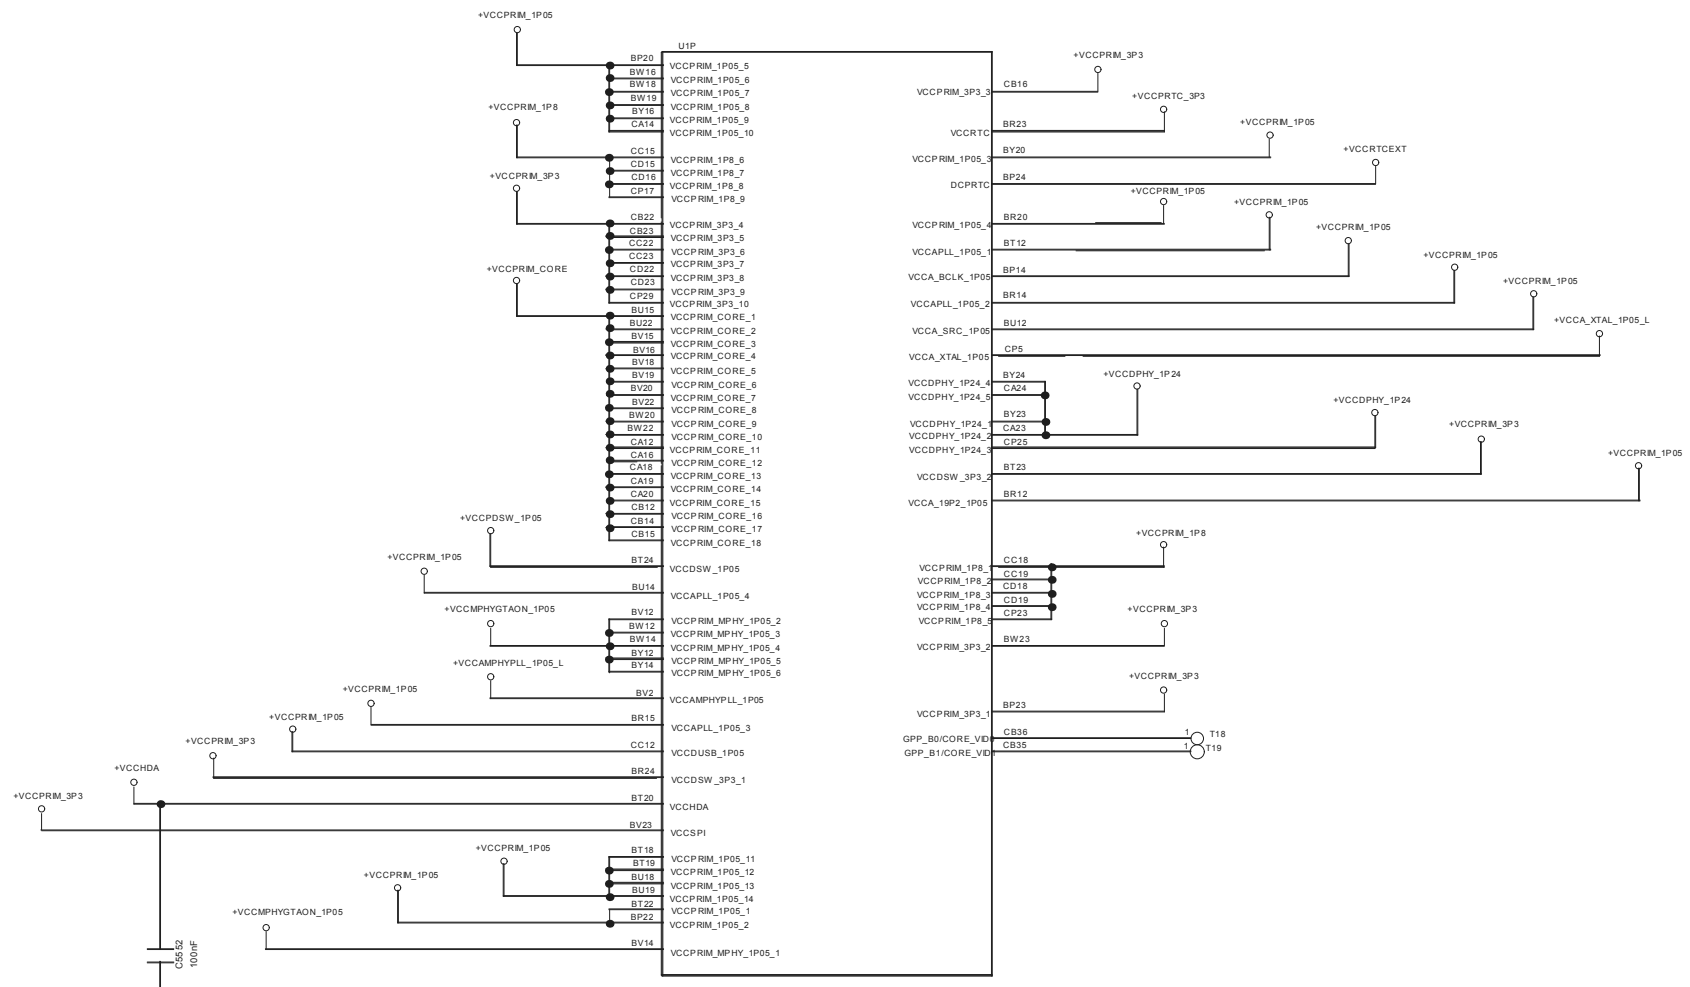 U1P
+VCCPRIM_1P05
BP20 VCCPRIM_1P05_5
BW16 VCCPRIM_1P05_6
BW18 VCCPRIM_1P05_7
BW19 VCCPRIM_1P05_8
BY16 VCCPRIM_1P05_9
CA14 VCCPRIM_1P05_10
+VCCPRIM_1P8
CC15 VCCPRIM_1P8_6
CD15 VCCPRIM_1P8_7
CD16 VCCPRIM_1P8_8
CP17 VCCPRIM_1P8_9
+VCCPRIM_3P3
CB22 VCCPRIM_3P3_4
CB23 VCCPRIM_3P3_5
CC22 VCCPRIM_3P3_6
CC23 VCCPRIM_3P3_7
CD22 VCCPRIM_3P3_8
CD23 VCCPRIM_3P3_9
CP29 VCCPRIM_3P3_10
+VCCPRIM_CORE
BU15 VCCPRIM_CORE_1
BU22 VCCPRIM_CORE_2
BV15 VCCPRIM_CORE_3
BV16 VCCPRIM_CORE_4
BV18 VCCPRIM_CORE_5
BV19 VCCPRIM_CORE_6
BV20 VCCPRIM_CORE_7
BV22 VCCPRIM_CORE_8
BW20 VCCPRIM_CORE_9
BW22 VCCPRIM_CORE_10
CA12 VCCPRIM_CORE_11
CA16 VCCPRIM_CORE_12
CA18 VCCPRIM_CORE_13
CA19 VCCPRIM_CORE_14
CA20 VCCPRIM_CORE_15
CB12 VCCPRIM_CORE_16
CB14 VCCPRIM_CORE_17
CB15 VCCPRIM_CORE_18
+VCCPDSW_1P05
BT24 VCCDSW_1P05
+VCCPRIM_1P05
BU14 VCCAPLL_1P05_4
+VCCMPHYGTAON_1P05
BV12 VCCPRIM_MPHY_1P05_2
BW12 VCCPRIM_MPHY_1P05_3
BW14 VCCPRIM_MPHY_1P05_4
BY12 VCCPRIM_MPHY_1P05_5
BY14 VCCPRIM_MPHY_1P05_6
+VCCAMPHYPLL_1P05_L
BV2 VCCAMPHYPLL_1P05
+VCCPRIM_1P05
BR15 VCCAPLL_1P05_3
+VCCPRIM_1P05
CC12 VCCDUSB_1P05
+VCCPRIM_3P3
BR24 VCCDSW_3P3_1
+VCCHDA
BT20 VCCHDA
+VCCPRIM_3P3
BV23 VCCSPI
+VCCPRIM_1P05
BT18 VCCPRIM_1P05_11
BT19 VCCPRIM_1P05_12
BU18 VCCPRIM_1P05_13
BU19 VCCPRIM_1P05_14
+VCCPRIM_1P05
BT22 VCCPRIM_1P05_1
BP22 VCCPRIM_1P05_2
+VCCMPHYGTAON_1P05
BV14 VCCPRIM_MPHY_1P05_1
C5552
100nF
+VCCPRIM_3P3
VCCPRIM_3P3_3 CB16
+VCCPRTC_3P3
VCCRTC BR23
+VCCPRIM_1P05
VCCPRIM_1P05_3 BY20
+VCCRTCEXT
DCPRTC BP24
+VCCPRIM_1P05
VCCPRIM_1P05_4 BR20
+VCCPRIM_1P05
VCCAPLL_1P05_1 BT12
+VCCPRIM_1P05
VCCA_BCLK_1P05 BP14
+VCCPRIM_1P05
VCCAPLL_1P05_2 BR14
+VCCPRIM_1P05
VCCA_SRC_1P05 BU12
+VCCA_XTAL_1P05_L
VCCA_XTAL_1P05 CP5
+VCCDPHY_1P24
VCCDPHY_1P24_4 BY24
VCCDPHY_1P24_5 CA24
VCCDPHY_1P24_1 BY23
VCCDPHY_1P24_2 CA23
+VCCDPHY_1P24
VCCDPHY_1P24_3 CP25
+VCCPRIM_3P3
VCCDSW_3P3_2 BT23
+VCCPRIM_1P05
VCCA_19P2_1P05 BR12
+VCCPRIM_1P8
VCCPRIM_1P8_1 CC18
VCCPRIM_1P8_2 CC19
VCCPRIM_1P8_3 CD18
VCCPRIM_1P8_4 CD19
VCCPRIM_1P8_5 CP23
+VCCPRIM_3P3
VCCPRIM_3P3_2 BW23
+VCCPRIM_3P3
VCCPRIM_3P3_1 BP23
GPP_B0/CORE_VID0 CB36 1 T18
GPP_B1/CORE_VID1 CB35 1 T19